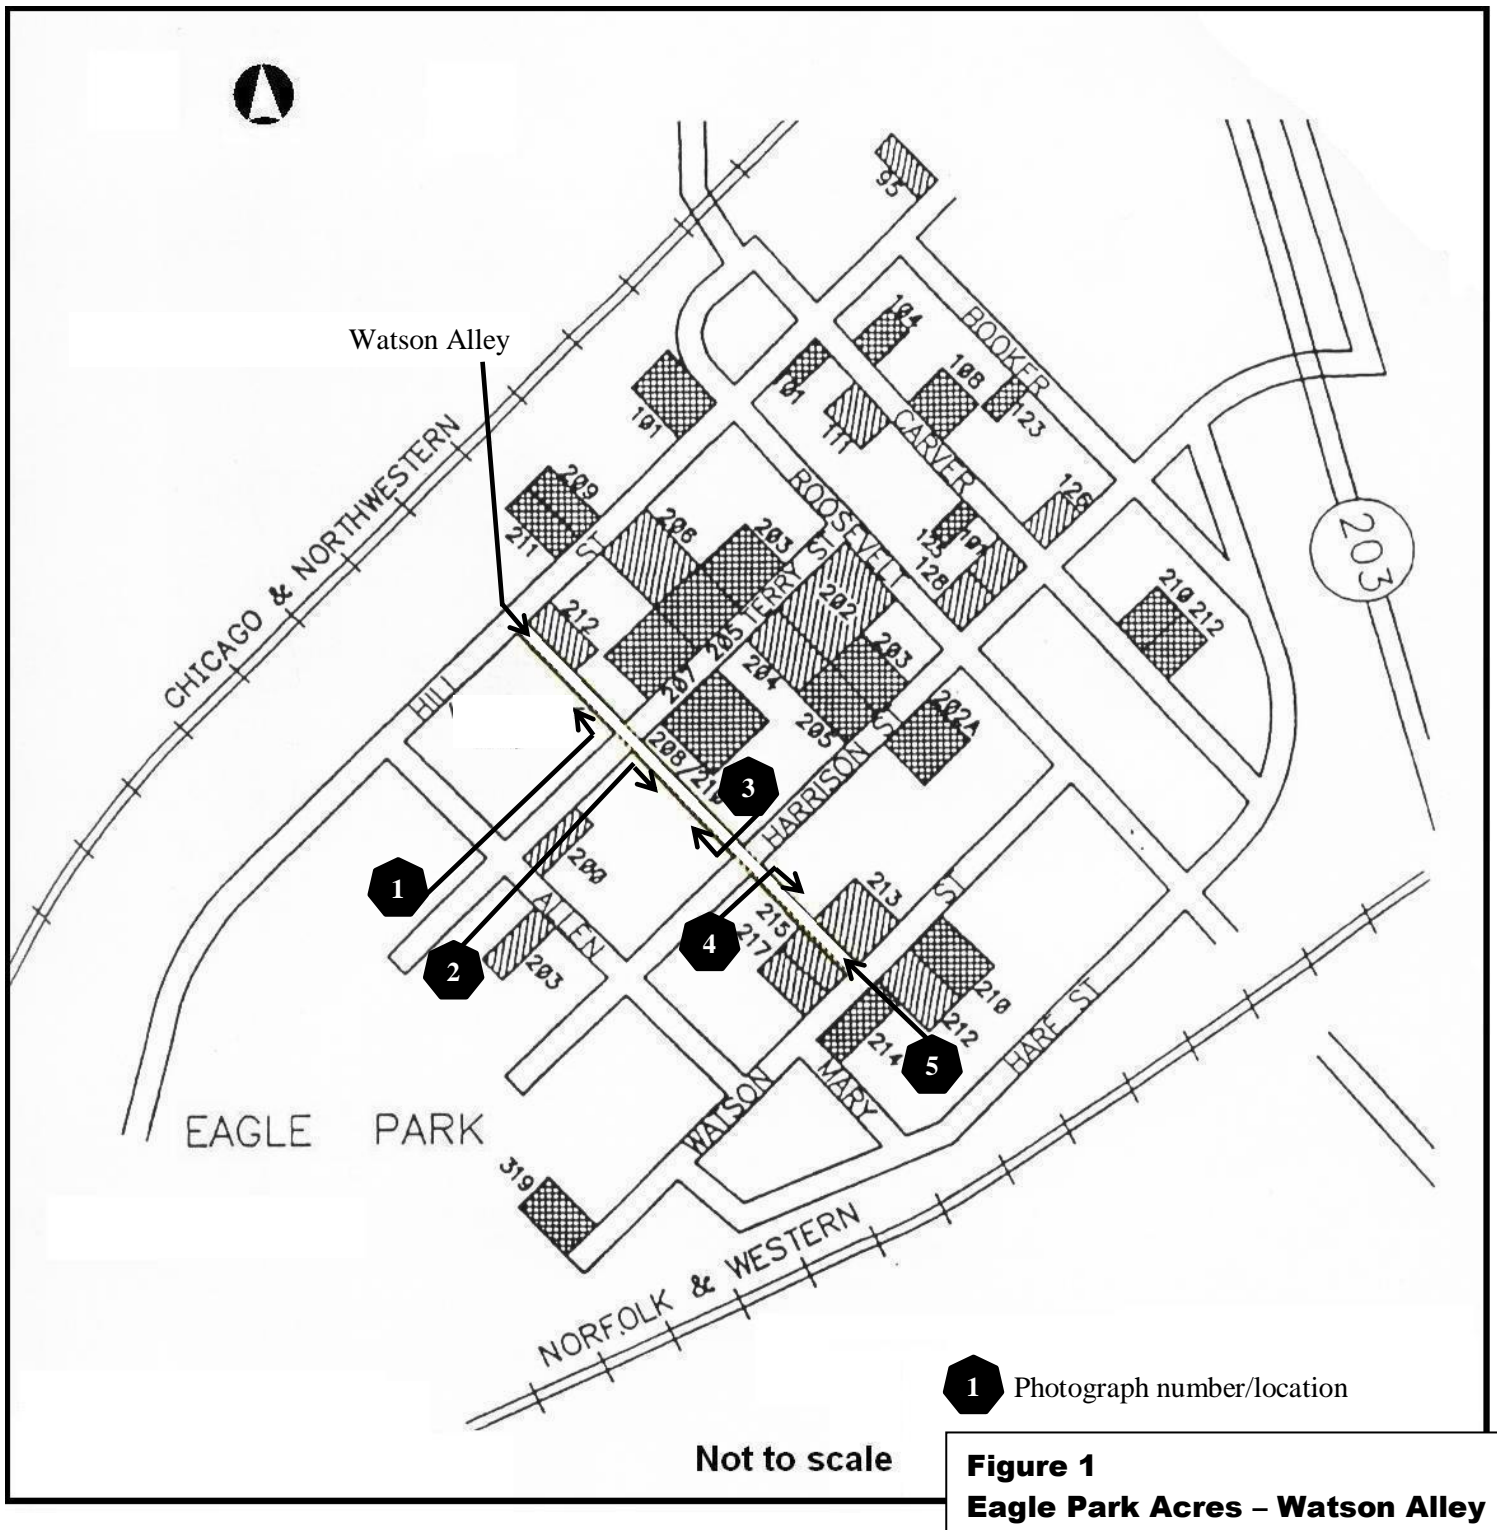 95
Watson Alley
104
BOOKER
108
123
101
101
111
CARVER
126
CHICAGO & NORTHWESTERN
209
211
ST
206
203
ROOSEVELT
ST
125
101
128
203
210 212
212
TERRY
202
205
207
204
203
205
202A
HILL
208/210
HARRISON ST
3
1
200
ALLEN
203
2
4
215
217
213
ST
210
212
214
5
HARE ST
MARY
WATSON
EAGLE PARK
319
NORFOLK & WESTERN
1 Photograph number/location
Not to scale
Figure 1
Eagle Park Acres – Watson Alley